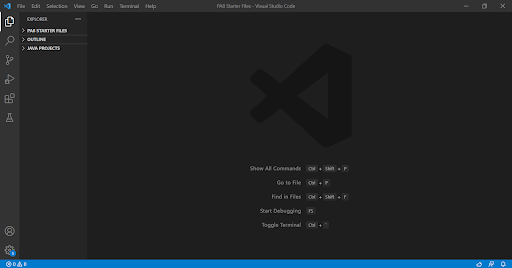 File Edit Selection View Go Run Terminal Help PA8 Starter Files - Visual Studio Code
EXPLORER
PA8 STARTER FILES
OUTLINE
JAVA PROJECTS
Show All Commands Ctrl + Shift + P
Go to File Ctrl + P
Find in Files Ctrl + Shift + F
Start Debugging F5
Toggle Terminal Ctrl + `
0 0